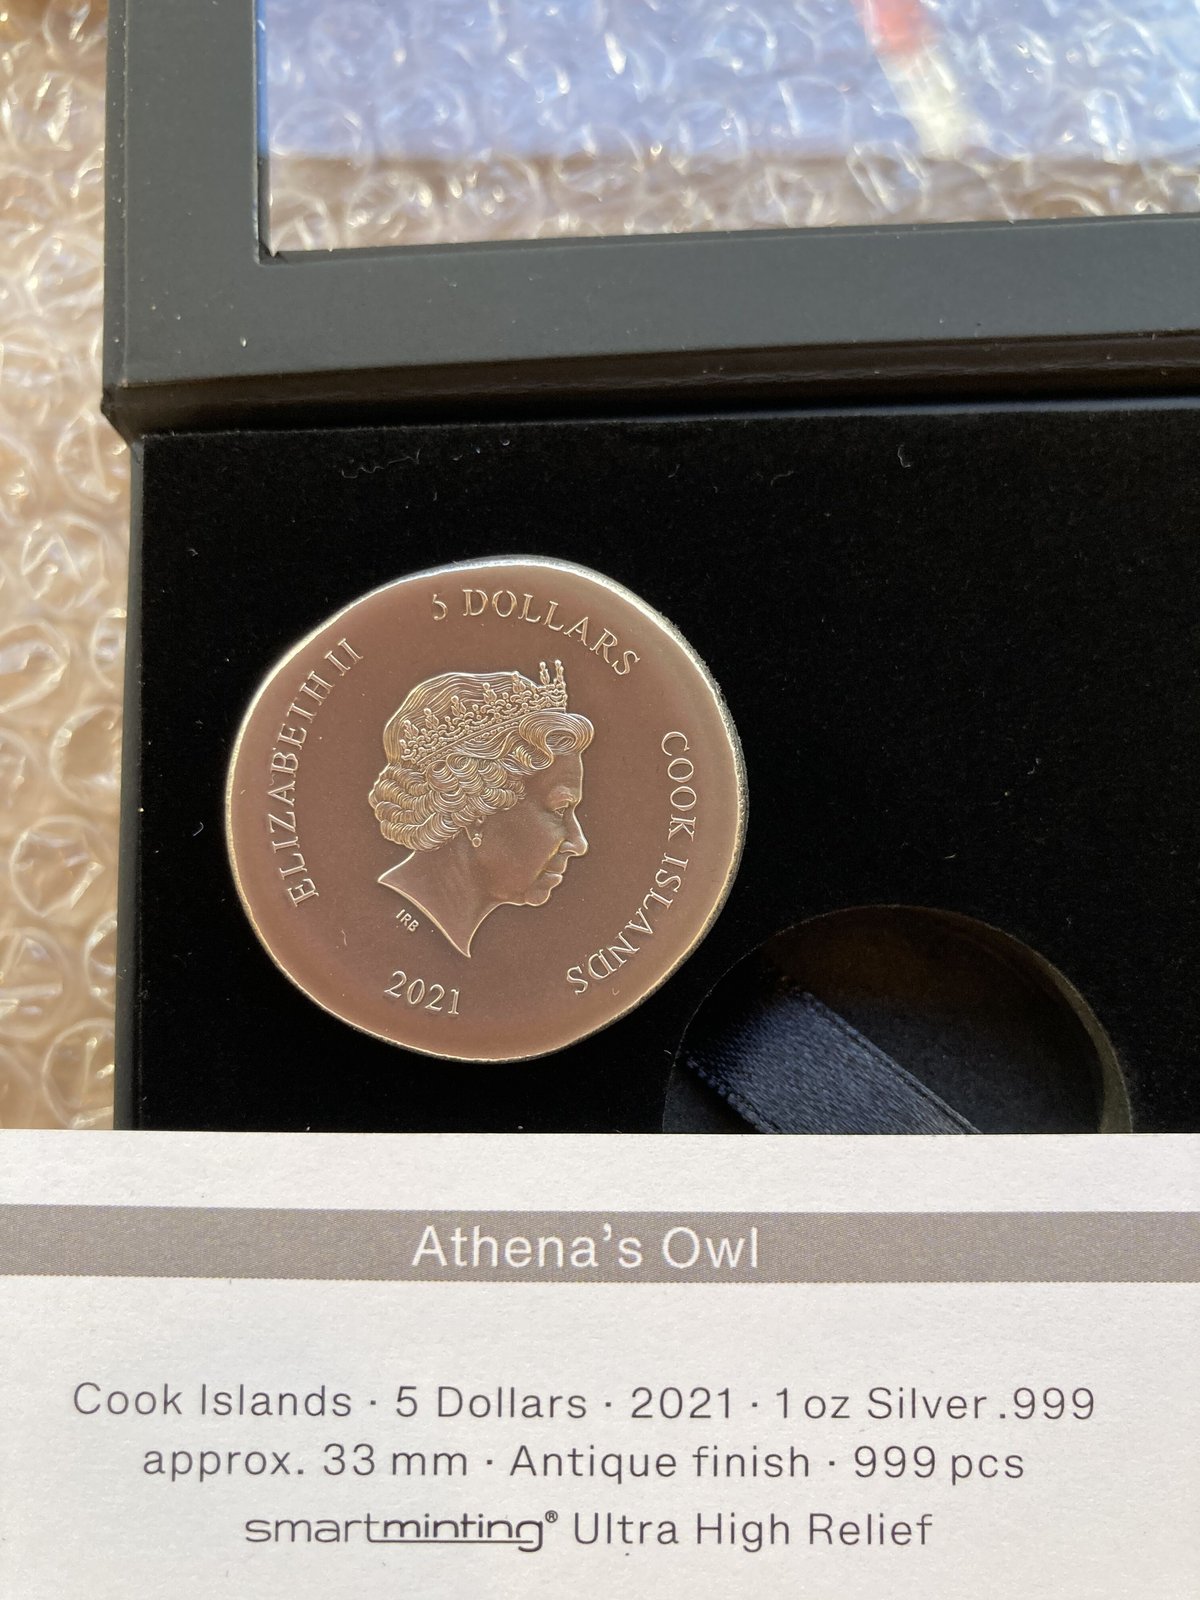 5 DOLLARS
ELIZABETH II
COOK ISLANDS
IRB
2021
Athena's Owl
Cook Islands · 5 Dollars · 2021 · 1 oz Silver .999
approx. 33 mm · Antique finish · 999 pcs
smartminting® Ultra High Relief